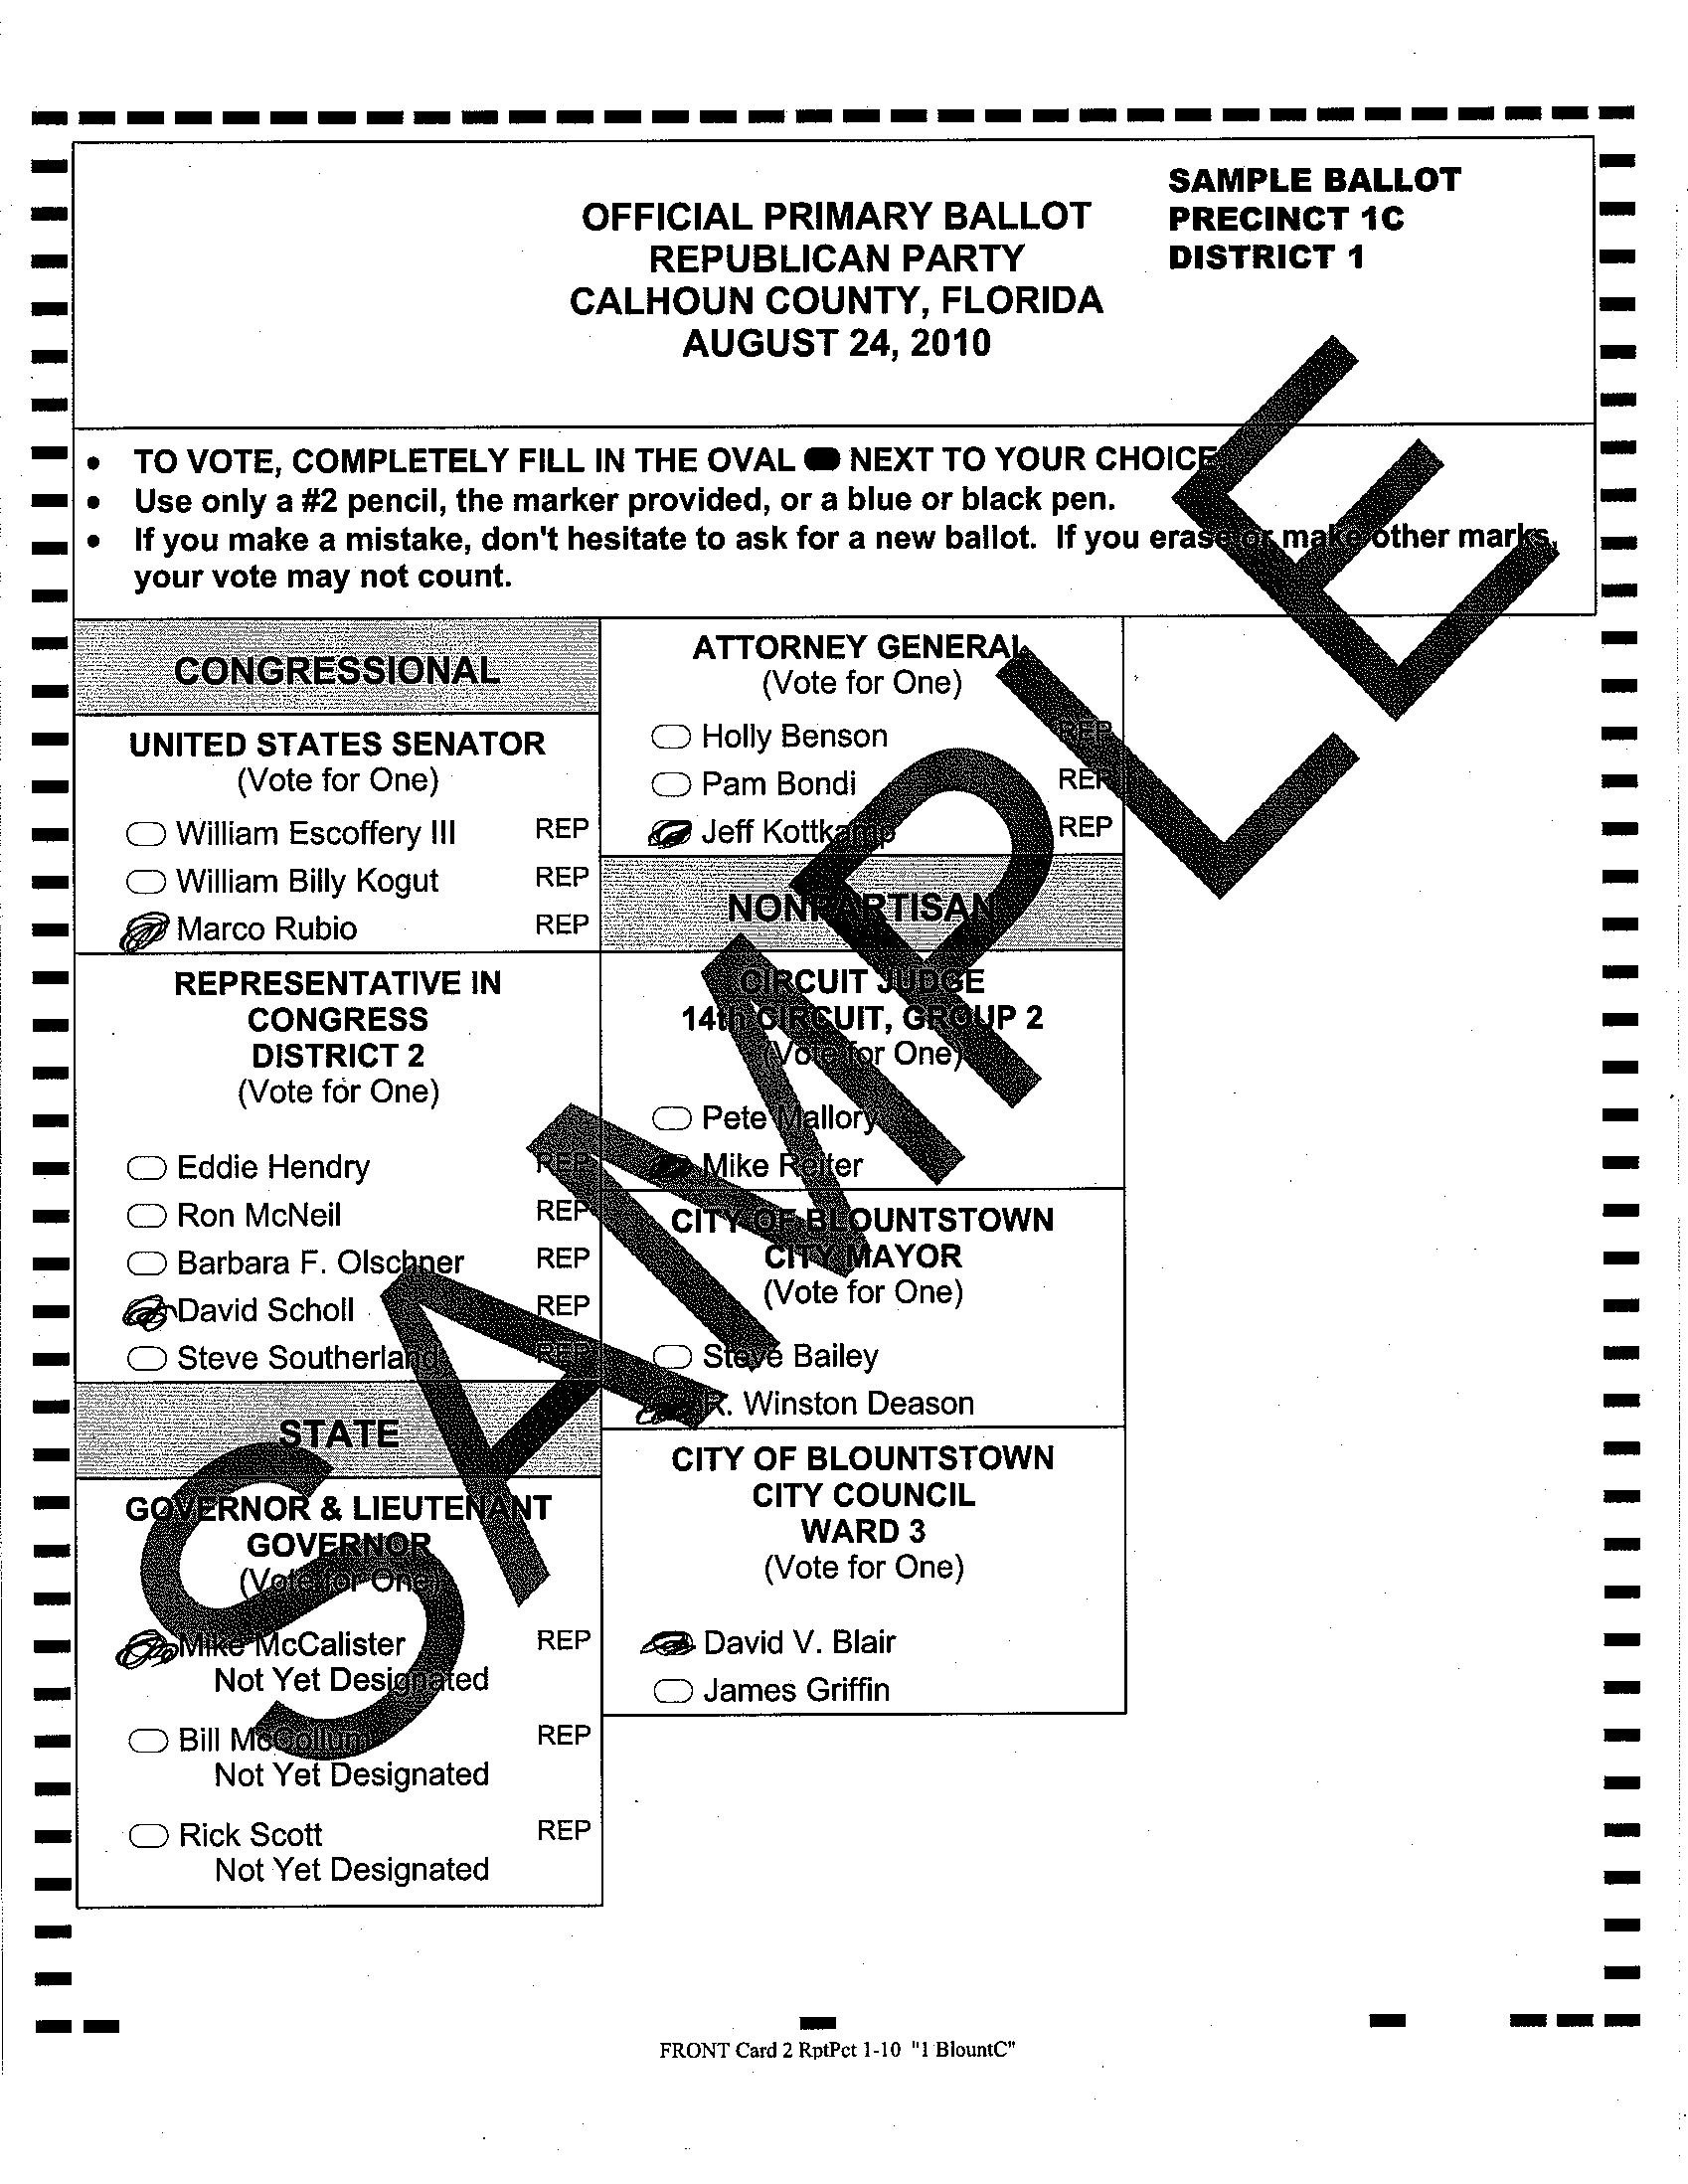 SAMPLE BALLOT
PRECINCT 1C
DISTRICT 1
OFFICIAL PRIMARY BALLOT
REPUBLICAN PARTY
CALHOUN COUNTY, FLORIDA
AUGUST 24, 2010
• TO VOTE, COMPLETELY FILL IN THE OVAL NEXT TO YOUR CHOICE
• Use only a #2 pencil, the marker provided, or a blue or black pen.
• If you make a mistake, don't hesitate to ask for a new ballot. If you erase or make other marks,
your vote may not count.
CONGRESSIONAL
UNITED STATES SENATOR
(Vote for One)
William Escoffery III REP
William Billy Kogut REP
Marco Rubio REP
REPRESENTATIVE IN
CONGRESS
DISTRICT 2
(Vote for One)
Eddie Hendry REP
Ron McNeil REP
Barbara F. Olschner REP
David Scholl REP
Steve Southerland REP
STATE
GOVERNOR & LIEUTENANT
GOVERNOR
(Vote for One)
Mike McCalister REP
Not Yet Designated
Bill McCollum REP
Not Yet Designated
Rick Scott REP
Not Yet Designated
ATTORNEY GENERAL
(Vote for One)
Holly Benson REP
Pam Bondi REP
Jeff Kottkamp REP
NONPARTISAN
CIRCUIT JUDGE
14th CIRCUIT, GROUP 2
(Vote for One)
Pete Mallory
Mike Reiter
CITY OF BLOUNTSTOWN
CITY MAYOR
(Vote for One)
Steve Bailey
R. Winston Deason
CITY OF BLOUNTSTOWN
CITY COUNCIL
WARD 3
(Vote for One)
David V. Blair
James Griffin
SAMPLE
FRONT Card 2 RptPct 1-10 "1 BlountC"